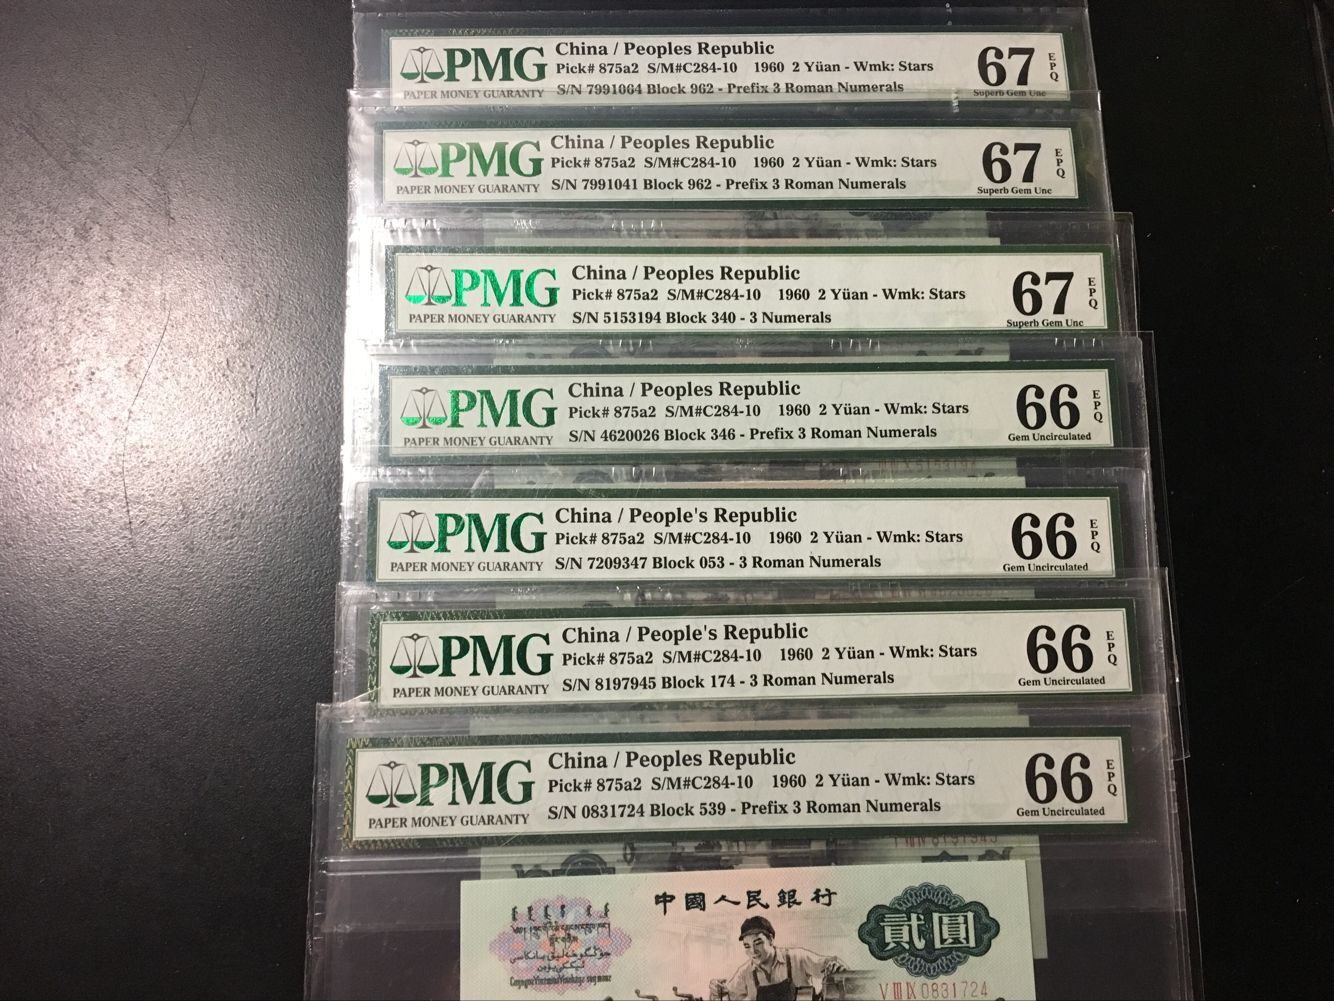 PMG
PAPER MONEY GUARANTY
China / Peoples Republic
Pick# 875a2 S/M#C284-10 1960 2 Yüan - Wmk: Stars
S/N 7991064 Block 962 - Prefix 3 Roman Numerals
67
EPQ
Superb Gem Unc
PMG
PAPER MONEY GUARANTY
China / Peoples Republic
Pick# 875a2 S/M#C284-10 1960 2 Yüan - Wmk: Stars
S/N 7991041 Block 962 - Prefix 3 Roman Numerals
67
EPQ
Superb Gem Unc
PMG
PAPER MONEY GUARANTY
China / Peoples Republic
Pick# 875a2 S/M#C284-10 1960 2 Yüan - Wmk: Stars
S/N 5153194 Block 340 - 3 Numerals
67
EPQ
Superb Gem Unc
PMG
PAPER MONEY GUARANTY
China / Peoples Republic
Pick# 875a2 S/M#C284-10 1960 2 Yüan - Wmk: Stars
S/N 4620026 Block 346 - Prefix 3 Roman Numerals
66
EPQ
Gem Uncirculated
PMG
PAPER MONEY GUARANTY
China / People's Republic
Pick# 875a2 S/M#C284-10 1960 2 Yüan - Wmk: Stars
S/N 7209347 Block 053 - 3 Roman Numerals
66
EPQ
Gem Uncirculated
PMG
PAPER MONEY GUARANTY
China / People's Republic
Pick# 875a2 S/M#C284-10 1960 2 Yüan - Wmk: Stars
S/N 8197945 Block 174 - 3 Roman Numerals
66
EPQ
Gem Uncirculated
PMG
PAPER MONEY GUARANTY
China / Peoples Republic
Pick# 875a2 S/M#C284-10 1960 2 Yüan - Wmk: Stars
S/N 0831724 Block 539 - Prefix 3 Roman Numerals
66
EPQ
Gem Uncirculated
中國人民銀行
貳圓
V Ⅲ Ⅸ 0831724